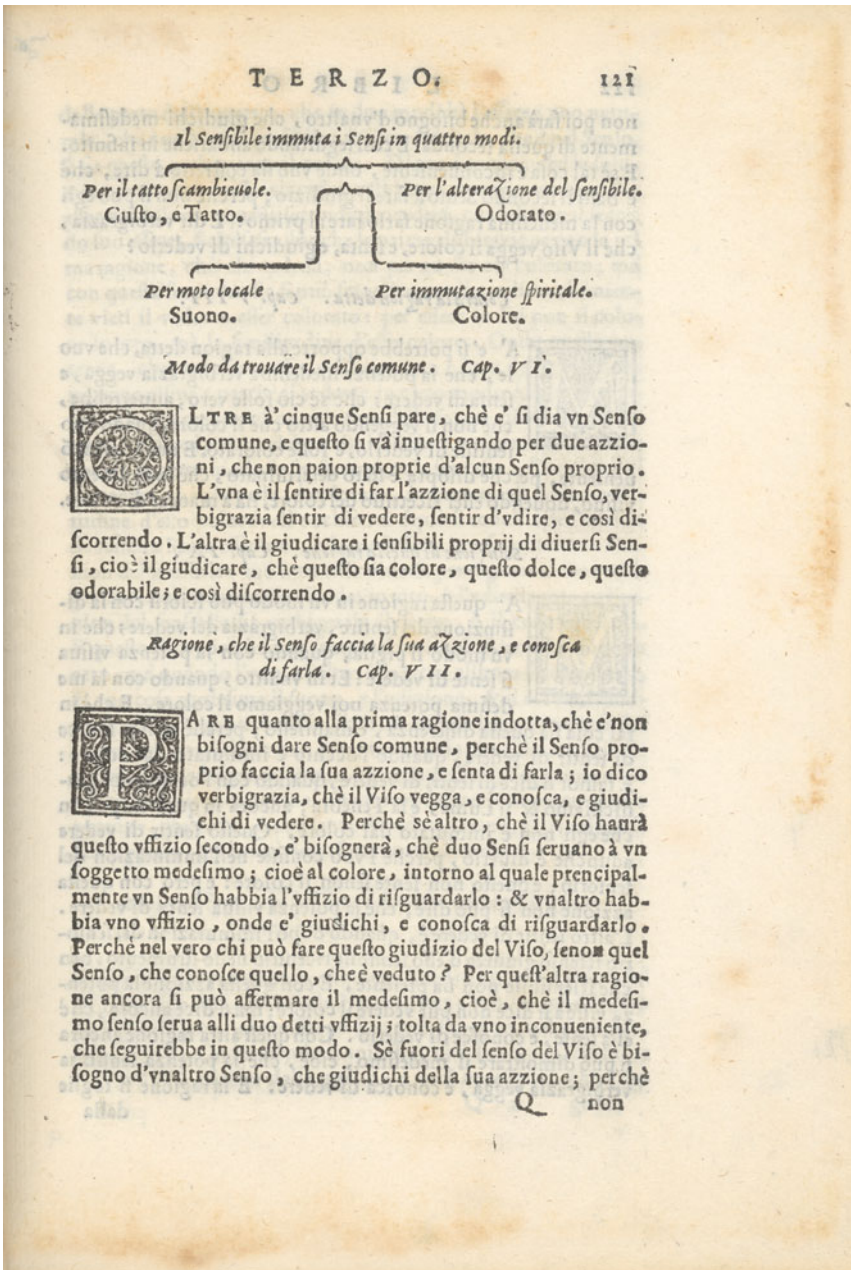 TERZO. 121
Il Senſibile immuta i Senſi in quattro modi.
Per il tatto ſcambieuole. Per l'alterazione del ſenſibile.
Guſto, e Tatto. Odorato.
Per moto locale Per immutazione ſpiritale.
Suono. Colore.
Modo da trouare il Senſo comune. Cap. VI.
OLTRE à' cinque Senſi pare, chè e' ſi dia vn Senſo
comune, e queſto ſi và inueſtigando per due azzio-
ni, che non paion proprie d'alcun Senſo proprio.
L'vna è il ſentire di far l'azzione di quel Senſo, ver-
bigrazia ſentir di vedere, ſentir d'vdire, e così di-
ſcorrendo. L'altra è il giudicare i ſenſibili proprij di diuerſi Sen-
ſi, cioè il giudicare, chè queſto ſia colore, queſto dolce, queſto
odorabile; e così diſcorrendo.
Ragione, che il Senſo faccia la ſua azzione, e conoſca
di farla. Cap. VII.
PARE quanto alla prima ragione indotta, chè e'non
biſogni dare Senſo comune, perchè il Senſo pro-
prio faccia la ſua azzione, e ſenta di farla; io dico
verbigrazia, chè il Viſo vegga, e conoſca, e giudi-
chi di vedere. Perchè sè altro, chè il Viſo haurà
queſto vffizio ſecondo, e' biſognerà, chè duo Senſi ſeruano à vn
ſoggetto medeſimo; cioè al colore, intorno al quale prencipal-
mente vn Senſo habbia l'vffizio di riſguardarlo: & vnaltro hab-
bia vno vffizio, onde e' giudichi, e conoſca di riſguardarlo.
Perchè nel vero chi può fare queſto giudizio del Viſo, ſenon quel
Senſo, che conoſce quello, che è veduto? Per queſt'altra ragio-
ne ancora ſi può affermare il medeſimo, cioè, chè il medeſi-
mo ſenſo ſerua alli duo detti vffizij; tolta da vno inconueniente,
che ſeguirebbe in queſto modo. Sè fuori del ſenſo del Viſo è bi-
ſogno d'vnaltro Senſo, che giudichi della ſua azzione; perchè
Q non